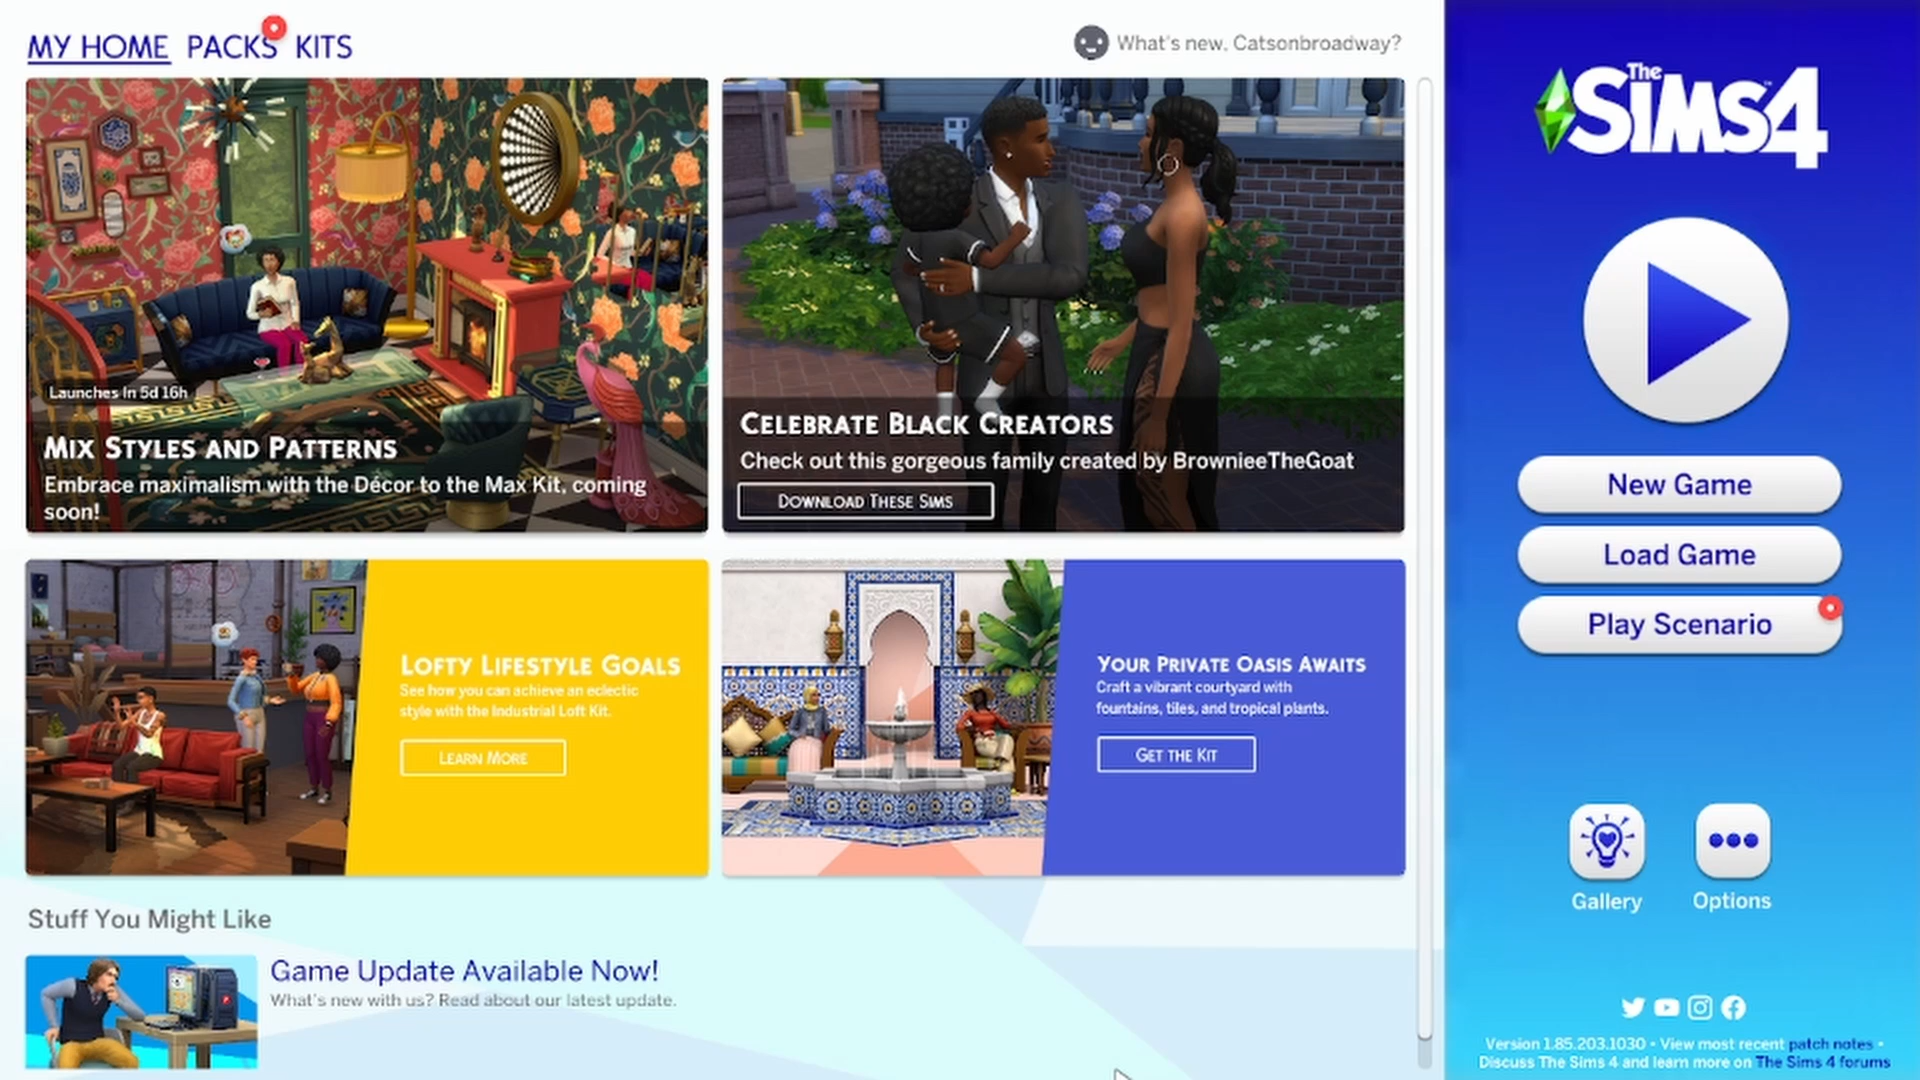 MY HOME PACKS KITS
What's new, Catsonbroadway?
Launches In 5d 16h
MIX STYLES AND PATTERNS
Embrace maximalism with the Décor to the Max Kit, coming
soon!
CELEBRATE BLACK CREATORS
Check out this gorgeous family created by BrownieeTheGoat
DOWNLOAD THESE SIMS
LOFTY LIFESTYLE GOALS
See how you can achieve an eclectic
style with the Industrial Loft Kit.
LEARN MORE
YOUR PRIVATE OASIS AWAITS
Craft a vibrant courtyard with
fountains, tiles, and tropical plants.
GET THE KIT
Stuff You Might Like
Game Update Available Now!
What's new with us? Read about our latest update.
The SIMS 4
New Game
Load Game
Play Scenario
Gallery
Options
Version 1.85.203.1030 - View most recent patch notes -
Discuss The Sims 4 and learn more on The Sims 4 forums